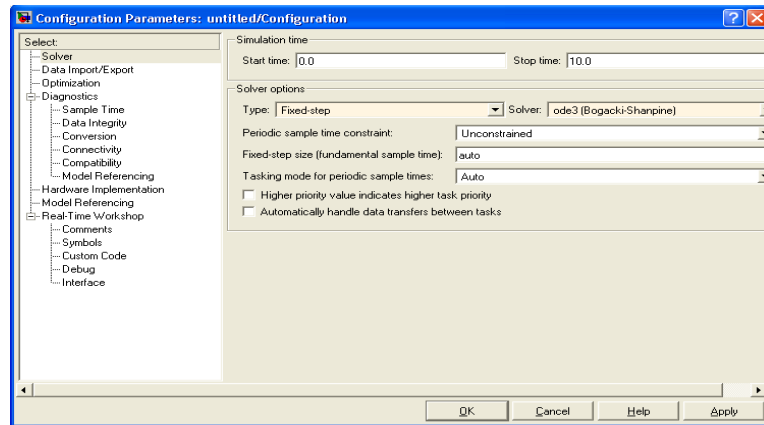 Configuration Parameters: untitled/Configuration
Select:
Solver
Data Import/Export
Optimization
Diagnostics
Sample Time
Data Integrity
Conversion
Connectivity
Compatibility
Model Referencing
Hardware Implementation
Model Referencing
Real-Time Workshop
Comments
Symbols
Custom Code
Debug
Interface
Simulation time
Start time: 0.0 Stop time: 10.0
Solver options
Type: Fixed-step Solver: ode3 (Bogacki-Shanpine)
Periodic sample time constraint: Unconstrained
Fixed-step size (fundamental sample time): auto
Tasking mode for periodic sample times: Auto
Higher priority value indicates higher task priority
Automatically handle data transfers between tasks
OK Cancel Help Apply